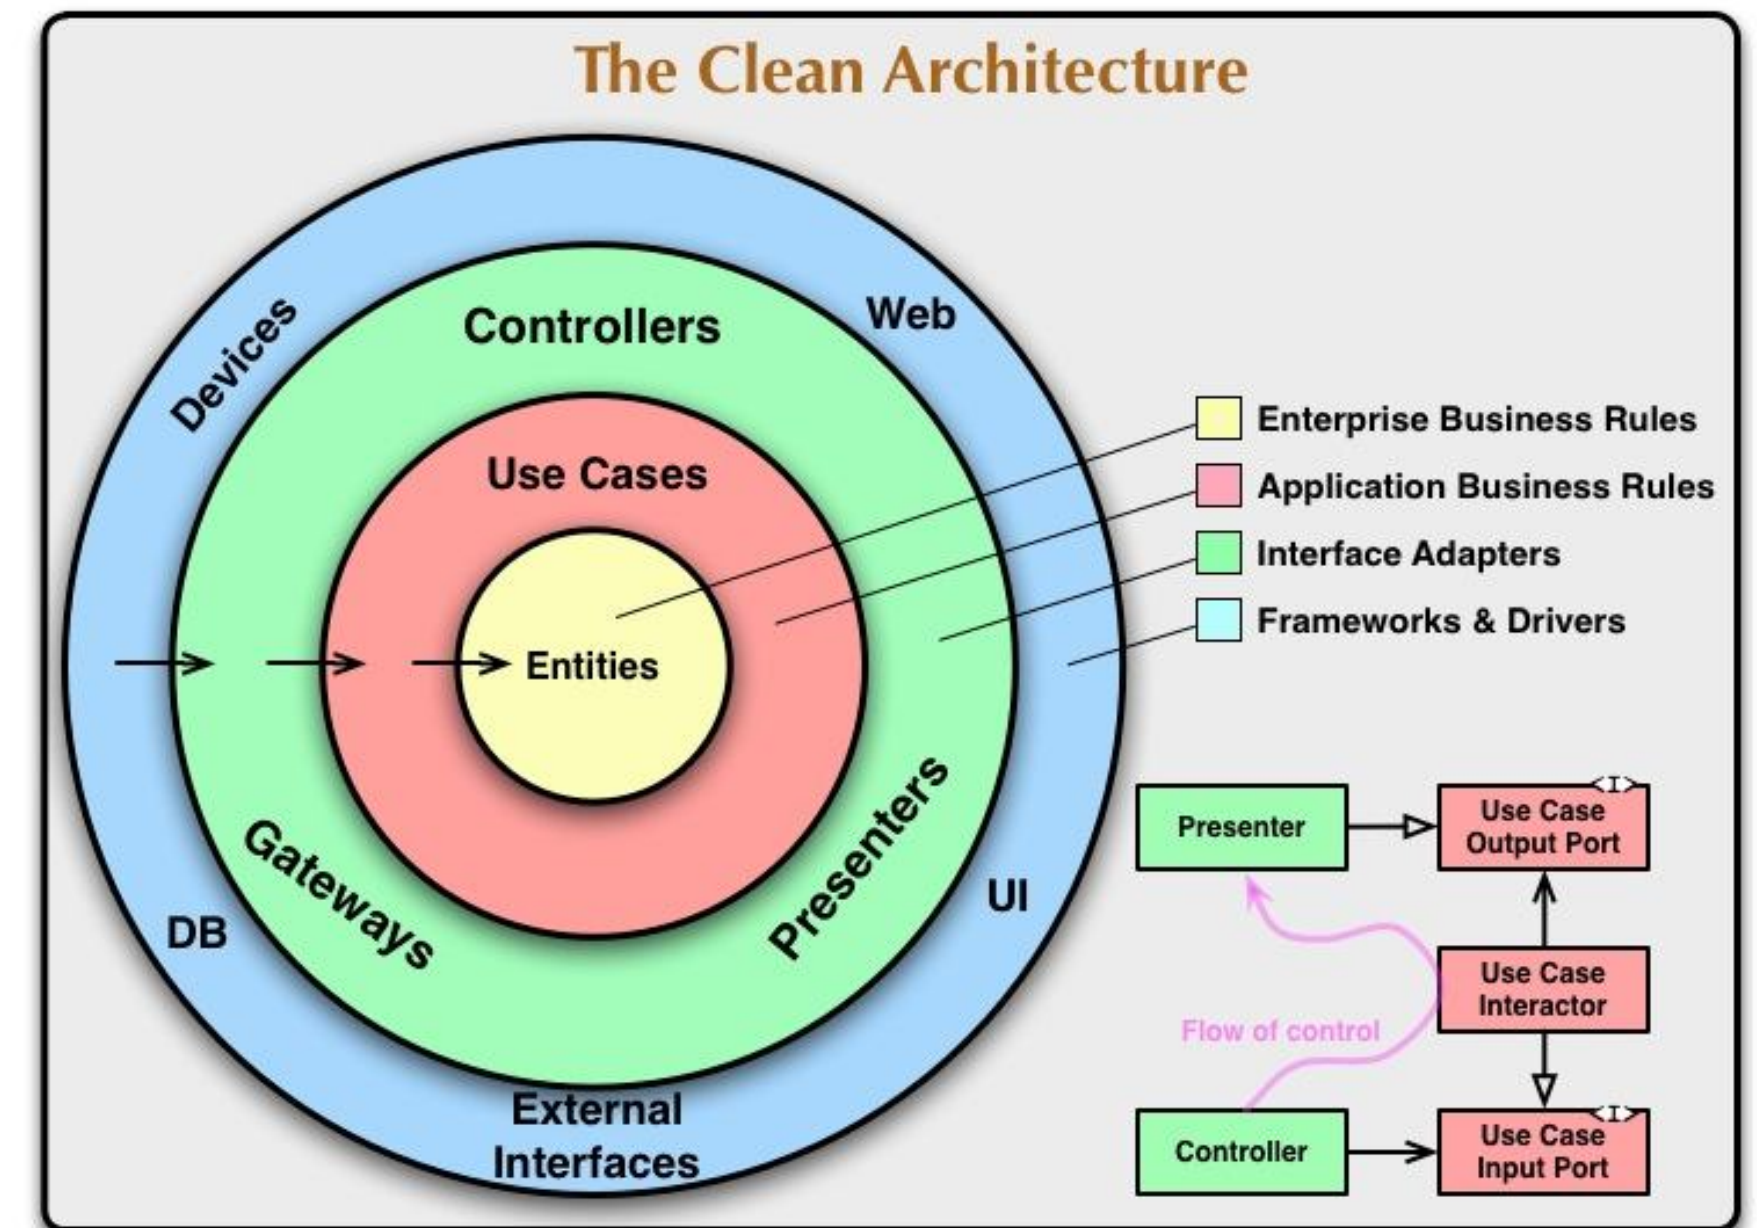 The Clean Architecture
Devices
Web
Controllers
Use Cases
Entities
Gateways
Presenters
DB
UI
External
Interfaces
Enterprise Business Rules
Application Business Rules
Interface Adapters
Frameworks & Drivers
Presenter
<I>
Use Case
Output Port
Use Case
Interactor
Flow of control
Controller
<I>
Use Case
Input Port